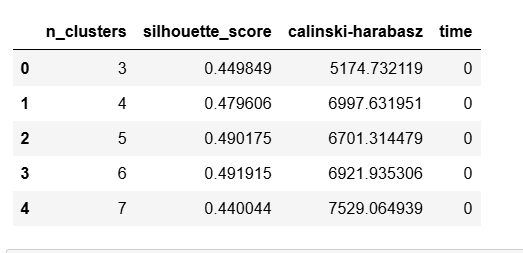 n_clusters silhouette_score calinski-harabasz time
0 3 0.449849 5174.732119 0
1 4 0.479606 6997.631951 0
2 5 0.490175 6701.314479 0
3 6 0.491915 6921.935306 0
4 7 0.440044 7529.064939 0